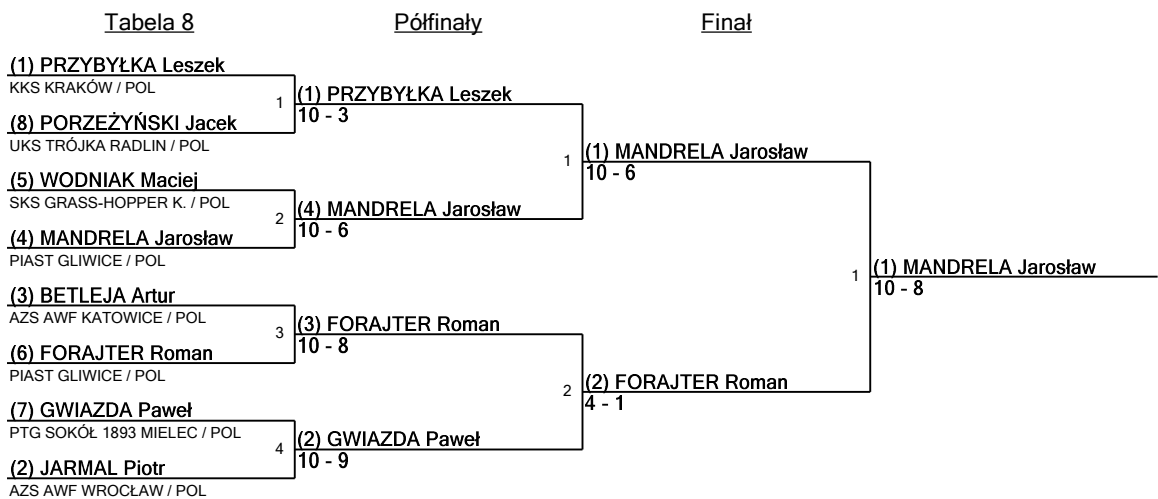 Tabela 8
Półfinały
Finał
(1) PRZYBYŁKA Leszek
KKS KRAKÓW / POL
1
(8) PORZEŻYŃSKI Jacek
UKS TRÓJKA RADLIN / POL
(5) WODNIAK Maciej
SKS GRASS-HOPPER K. / POL
2
(4) MANDRELA Jarosław
PIAST GLIWICE / POL
(3) BETLEJA Artur
AZS AWF KATOWICE / POL
3
(6) FORAJTER Roman
PIAST GLIWICE / POL
(7) GWIAZDA Paweł
PTG SOKÓŁ 1893 MIELEC / POL
4
(2) JARMAL Piotr
AZS AWF WROCŁAW / POL
(1) PRZYBYŁKA Leszek
10 - 3
1
(4) MANDRELA Jarosław
10 - 6
(3) FORAJTER Roman
10 - 8
2
(2) GWIAZDA Paweł
10 - 9
(1) MANDRELA Jarosław
10 - 6
1
(2) FORAJTER Roman
4 - 1
(1) MANDRELA Jarosław
10 - 8